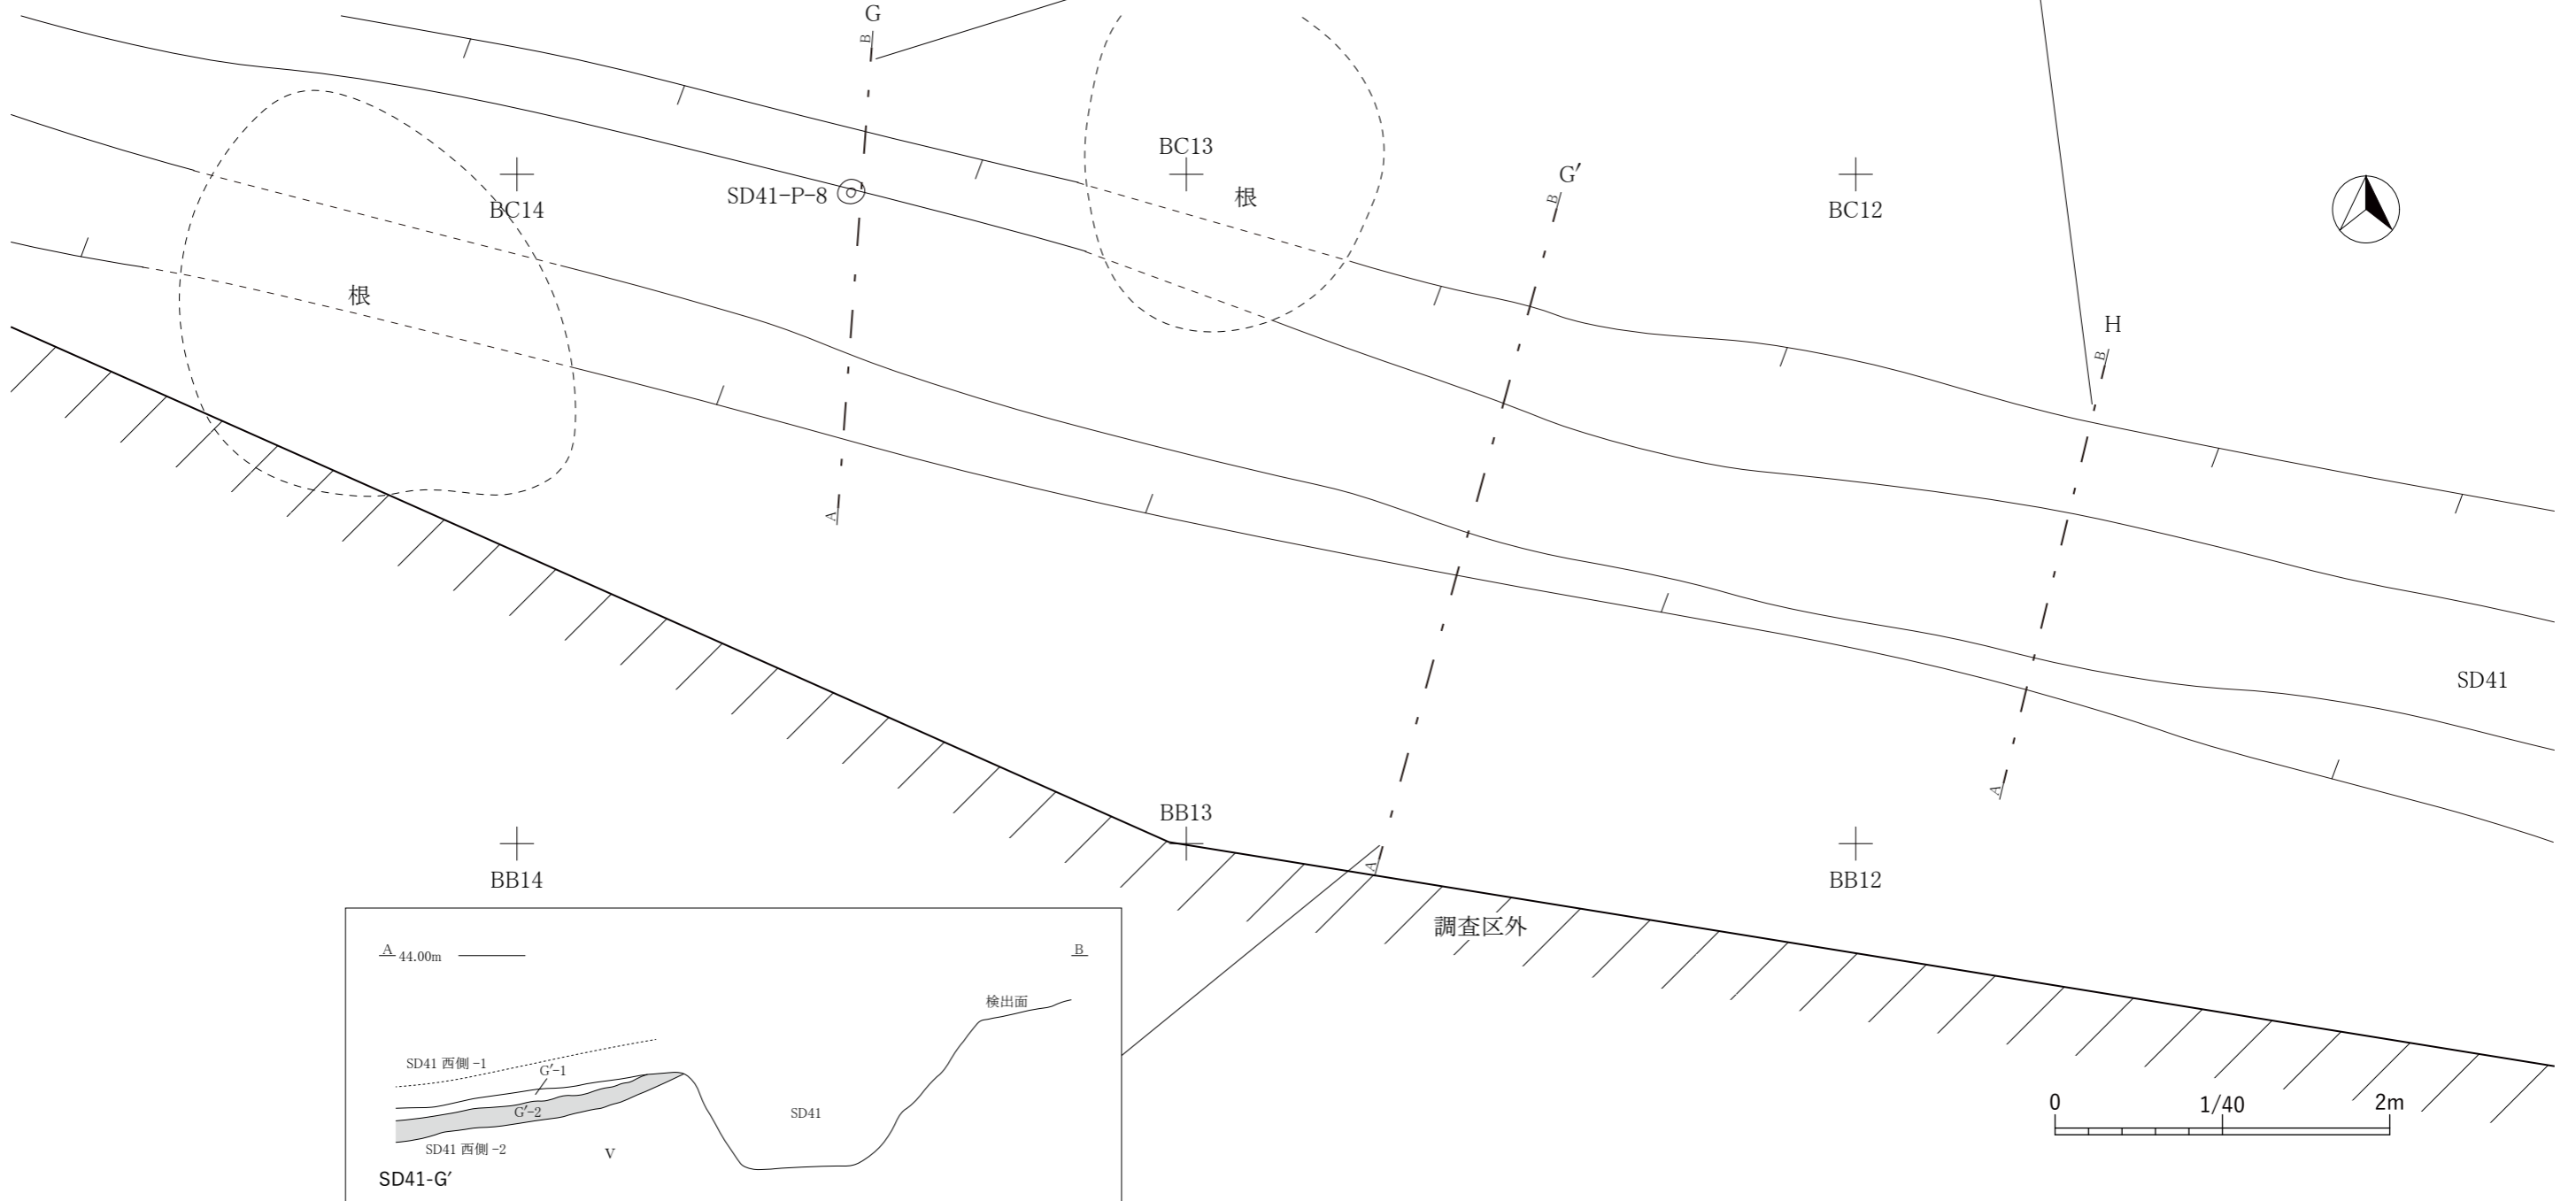 G
B
BC13
G′
B
SD41-P-8
根
BC14
BC12
根
H
B
A
SD41
A
BB13
BB14
A
BB12
調査区外
A 44.00m
B
検出面
SD41 西側 -1
G′-1
G′-2
SD41
SD41 西側 -2
V
SD41-G′
0 1/40 2m